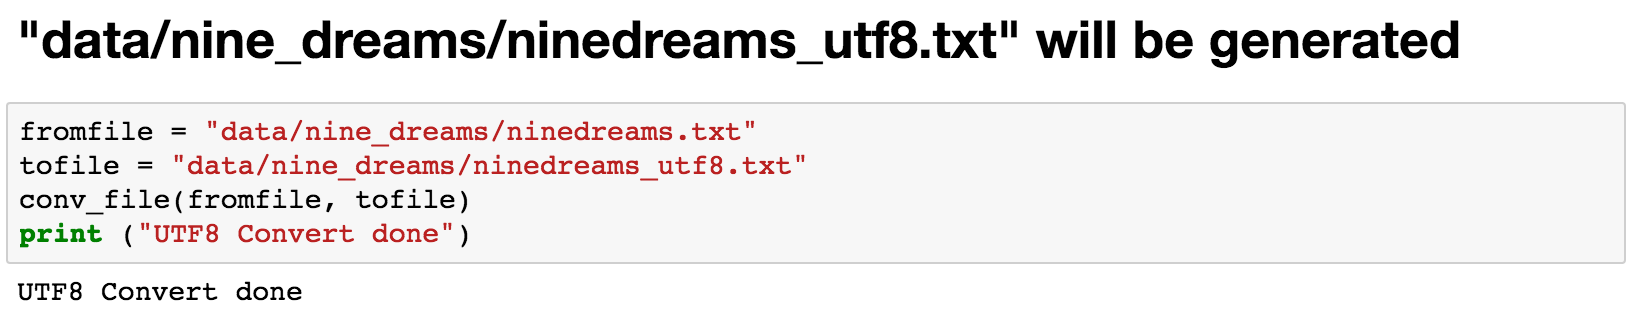 "data/nine_dreams/ninedreams_utf8.txt" will be generated
fromfile = "data/nine_dreams/ninedreams.txt"
tofile = "data/nine_dreams/ninedreams_utf8.txt"
conv_file(fromfile, tofile)
print ("UTF8 Convert done")
UTF8 Convert done